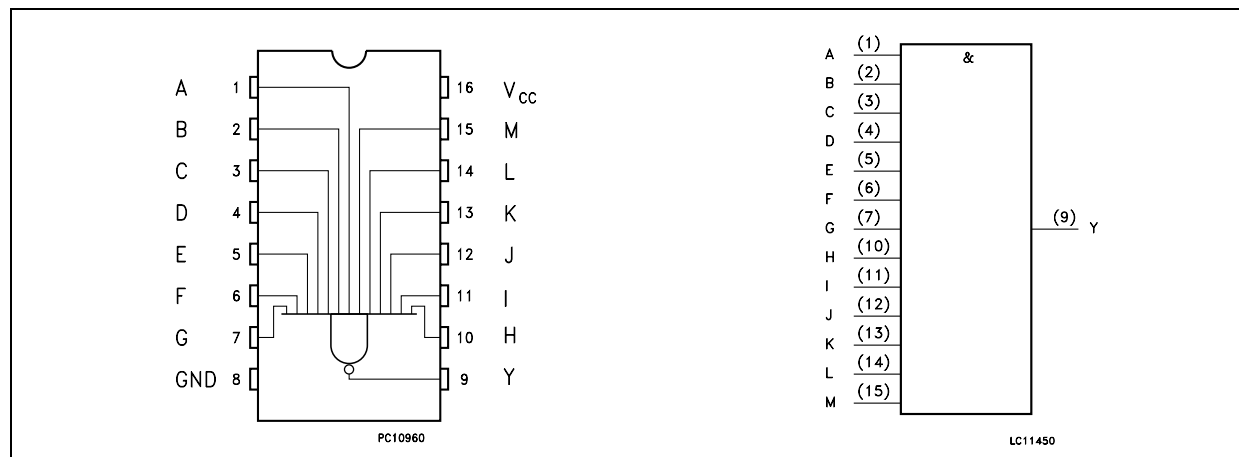 A 1 16 VCC
B 2 15 M
C 3 14 L
D 4 13 K
E 5 12 J
F 6 11 I
G 7 10 H
GND 8 9 Y
PC10960
&
A (1)
B (2)
C (3)
D (4)
E (5)
F (6)
G (7)
(9) Y
H (10)
I (11)
J (12)
K (13)
L (14)
M (15)
LC11450